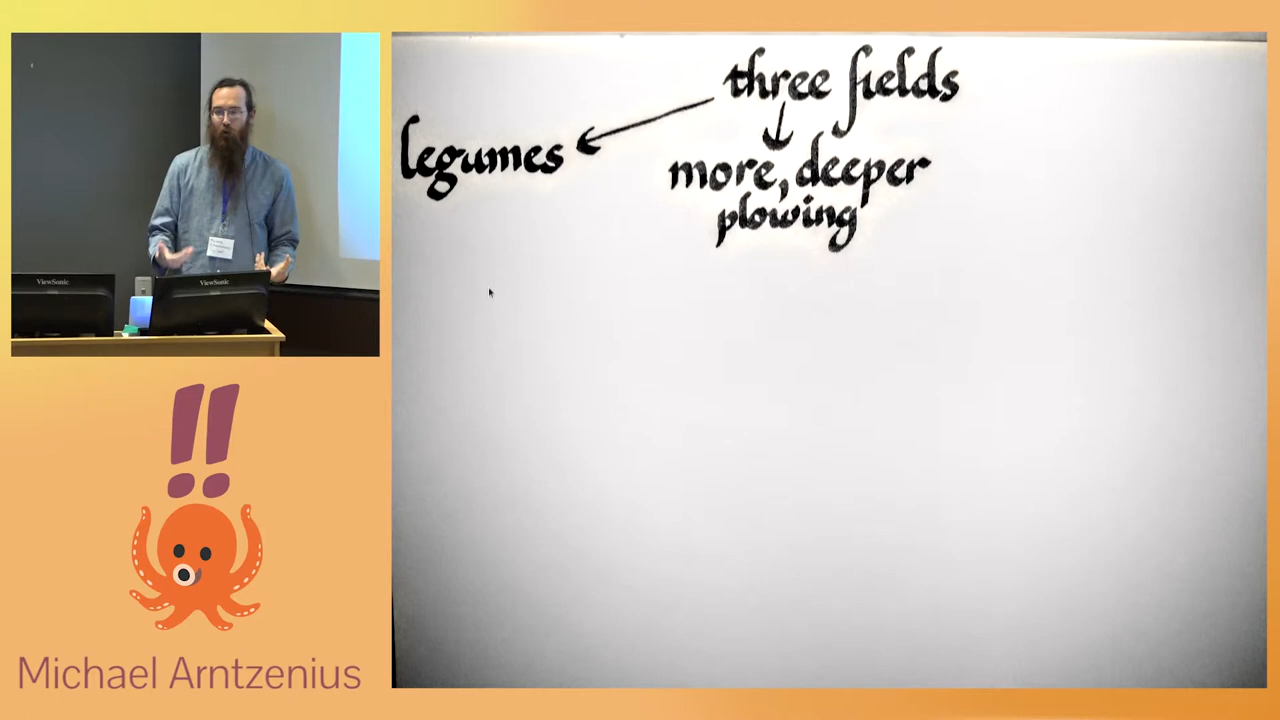 three fields
legumes
more, deeper
plowing
ViewSonic
ViewSonic
!!
Michael Arntzenius